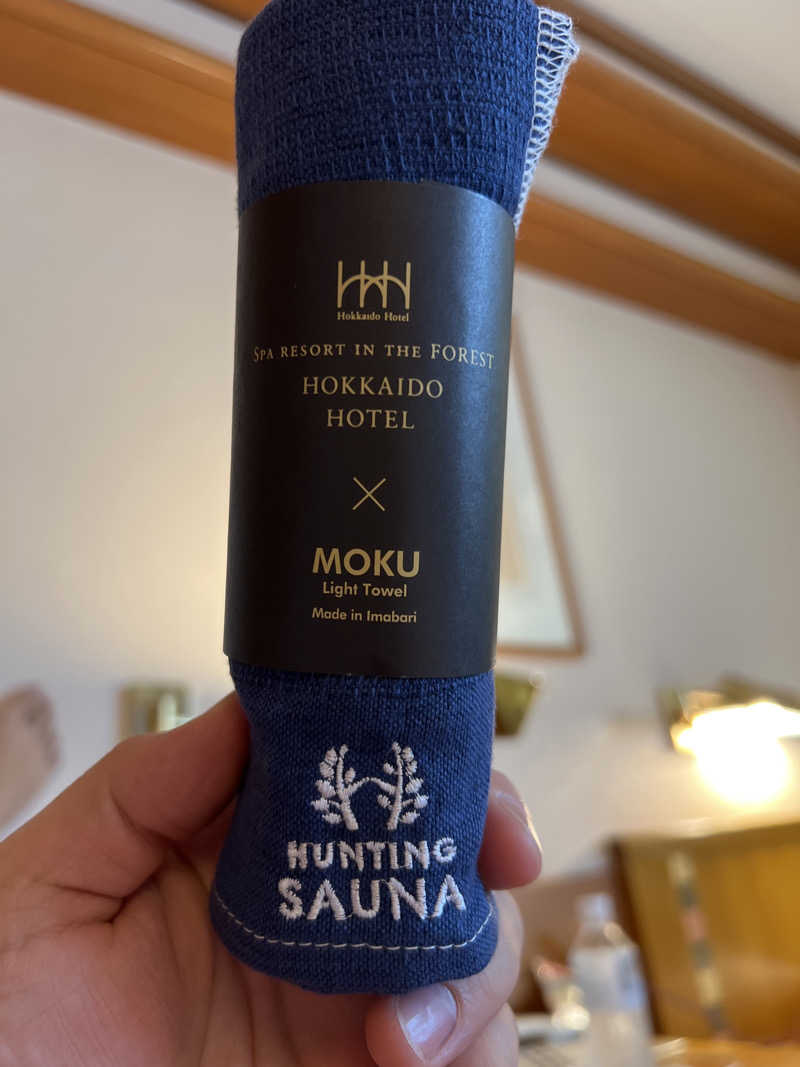 Hokkaido Hotel
SPA RESORT IN THE FOREST
HOKKAIDO
HOTEL
×
MOKU
Light Towel
Made in Imabari
HUNTING
SAUNA